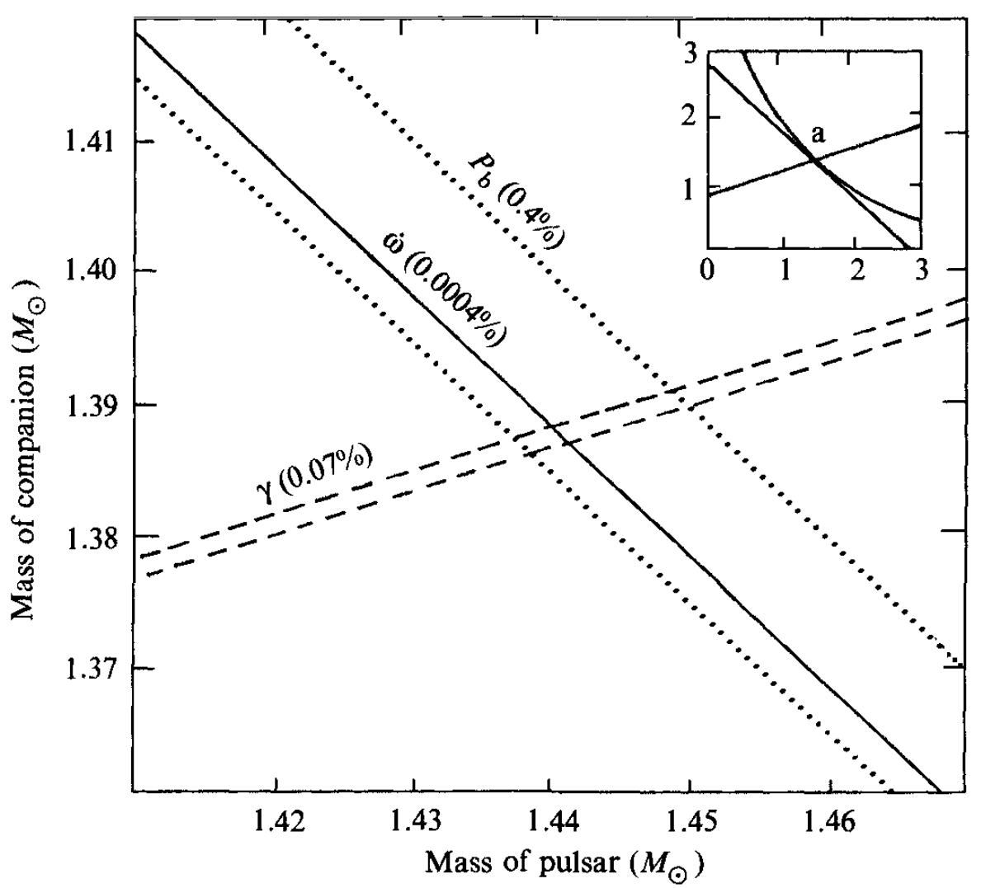 3
2
1
0
1
2
3
a
1.41
1.40
1.39
1.38
1.37
Mass of companion (M⊙)
P_b (0.4%)
ω̇ (0.0004%)
γ (0.07%)
1.42
1.43
1.44
1.45
1.46
Mass of pulsar (M⊙)